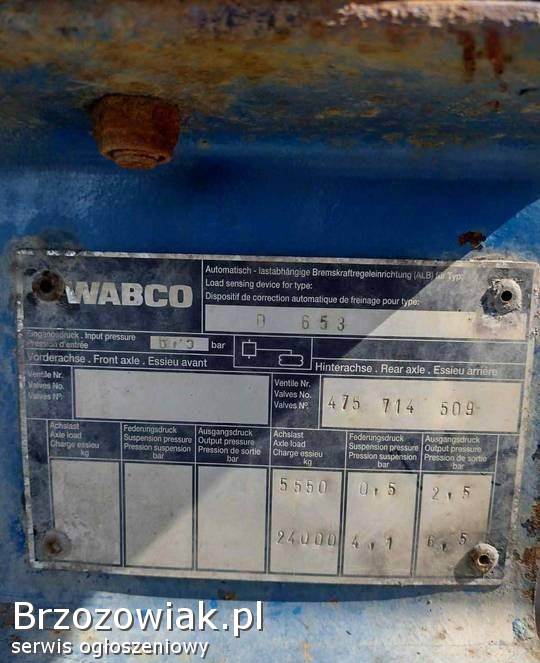 WABCO
Automatisch - lastabhängige Bremskraftregeleinrichtung (ALB) für Typ:
Load sensing device for type:
Dispositif de correction automatique de freinage pour type:
D 653
Eingangsdruck . Input pressure
Pression d'entrée
bar
Vorderachse . Front axle . Essieu avant
Hinterachse . Rear axle . Essieu arrière
Ventile Nr.
Valves No.
Valves Nº.
Ventile Nr.
Valves No.
Valves Nº.
475 714 509
Achslast
Axle load
Charge essieu
kg
Federungsdruck
Suspension pressure
Pression suspension
bar
Ausgangsdruck
Output pressure
Pression de sortie
bar
Achslast
Axle load
Charge essieu
kg
Federungsdruck
Suspension pressure
Pression suspension
bar
Ausgangsdruck
Output pressure
Pression de sortie
bar
5550 0,5 2,5
24000 4,1 6,5
Brzozowiak.pl
serwis ogłoszeniowy